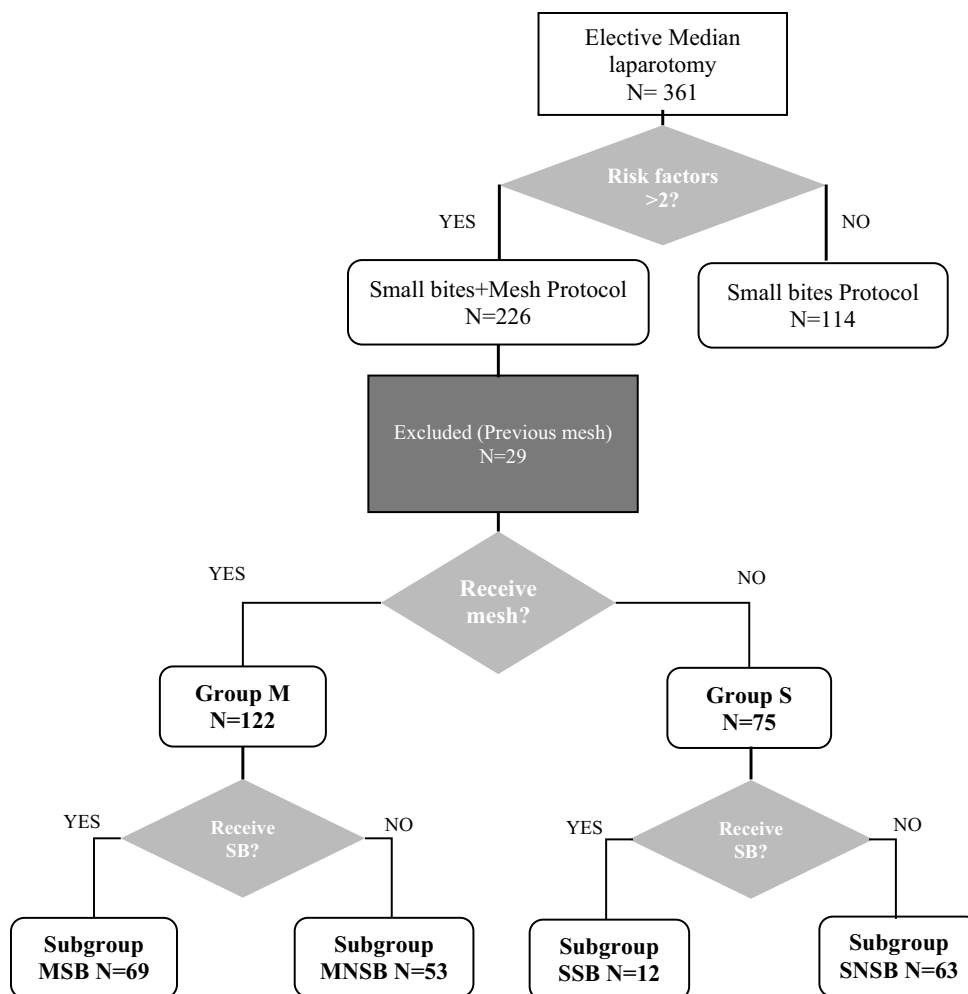 Elective Median
laparotomy
N= 361
Risk factors
>2?
YES
NO
Small bites+Mesh Protocol
N=226
Small bites Protocol
N=114
Excluded (Previous mesh)
N=29
YES
NO
Receive
mesh?
Group M
N=122
Group S
N=75
YES
Receive
SB?
NO
YES
Receive
SB?
NO
Subgroup
MSB N=69
Subgroup
MNSB N=53
Subgroup
SSB N=12
Subgroup
SNSB N=63